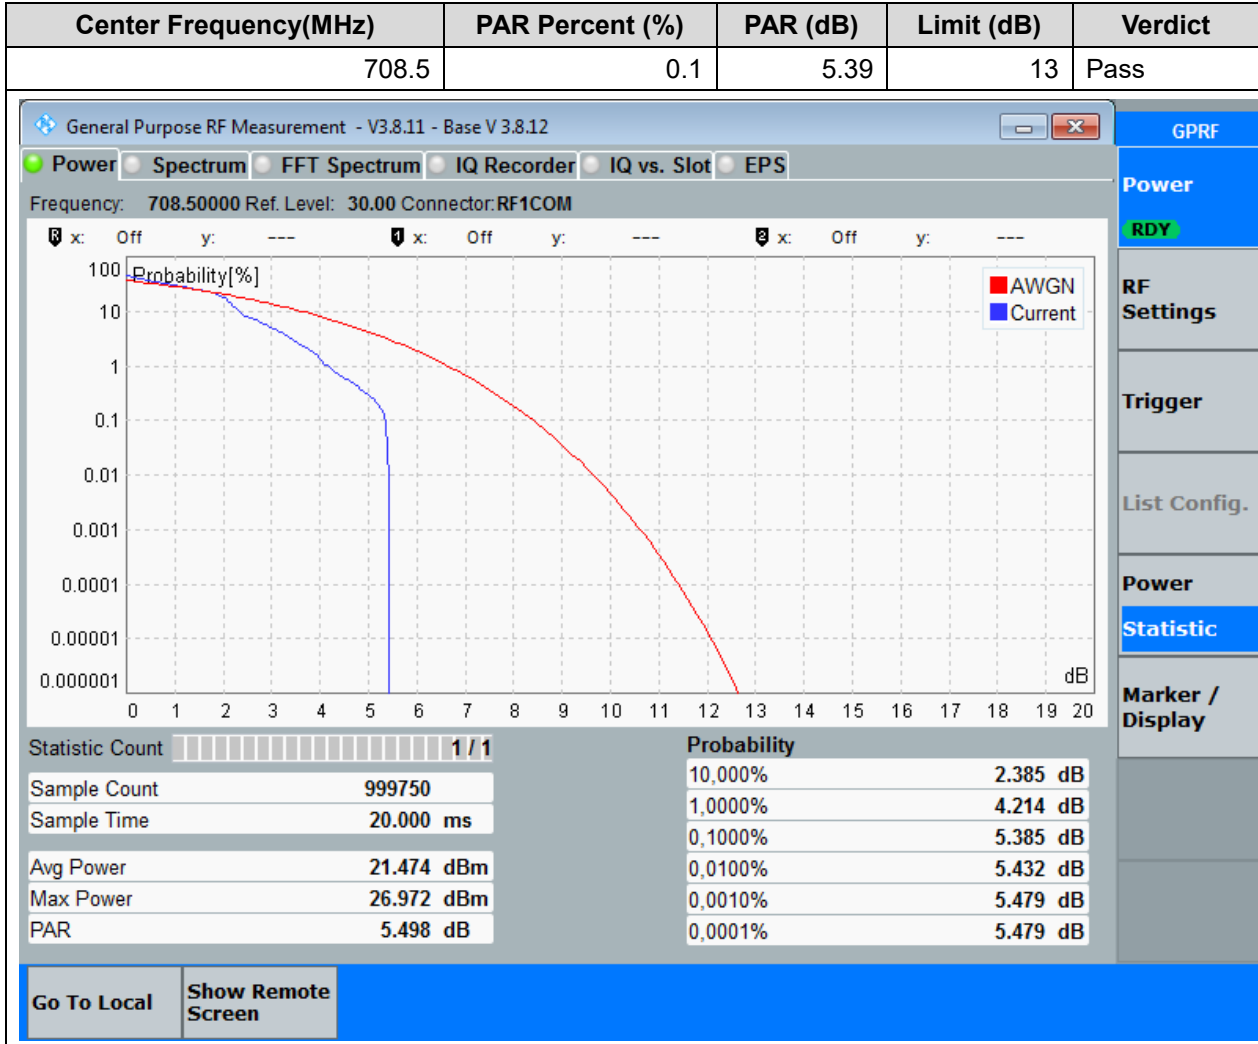 Center Frequency(MHz) PAR Percent (%) PAR (dB) Limit (dB) Verdict
708.5 0.1 5.39 13 Pass
General Purpose RF Measurement - V3.8.11 - Base V 3.8.12
GPRF
Power Spectrum FFT Spectrum IQ Recorder IQ vs. Slot EPS
Power
RDY
Frequency: 708.50000 Ref. Level: 30.00 Connector:RF1COM
R x: Off y: --- 1 x: Off y: --- 2 x: Off y: ---
Probability[%]
AWGN
Current
100
10
1
0.1
0.01
0.001
0.0001
0.00001
0.000001
dB
0 1 2 3 4 5 6 7 8 9 10 11 12 13 14 15 16 17 18 19 20
RF
Settings
Trigger
List Config.
Power
Statistic
Marker /
Display
Statistic Count 1 / 1
Sample Count 999750
Sample Time 20.000 ms
Avg Power 21.474 dBm
Max Power 26.972 dBm
PAR 5.498 dB
Probability
10,000% 2.385 dB
1,0000% 4.214 dB
0,1000% 5.385 dB
0,0100% 5.432 dB
0,0010% 5.479 dB
0,0001% 5.479 dB
Go To Local
Show Remote
Screen